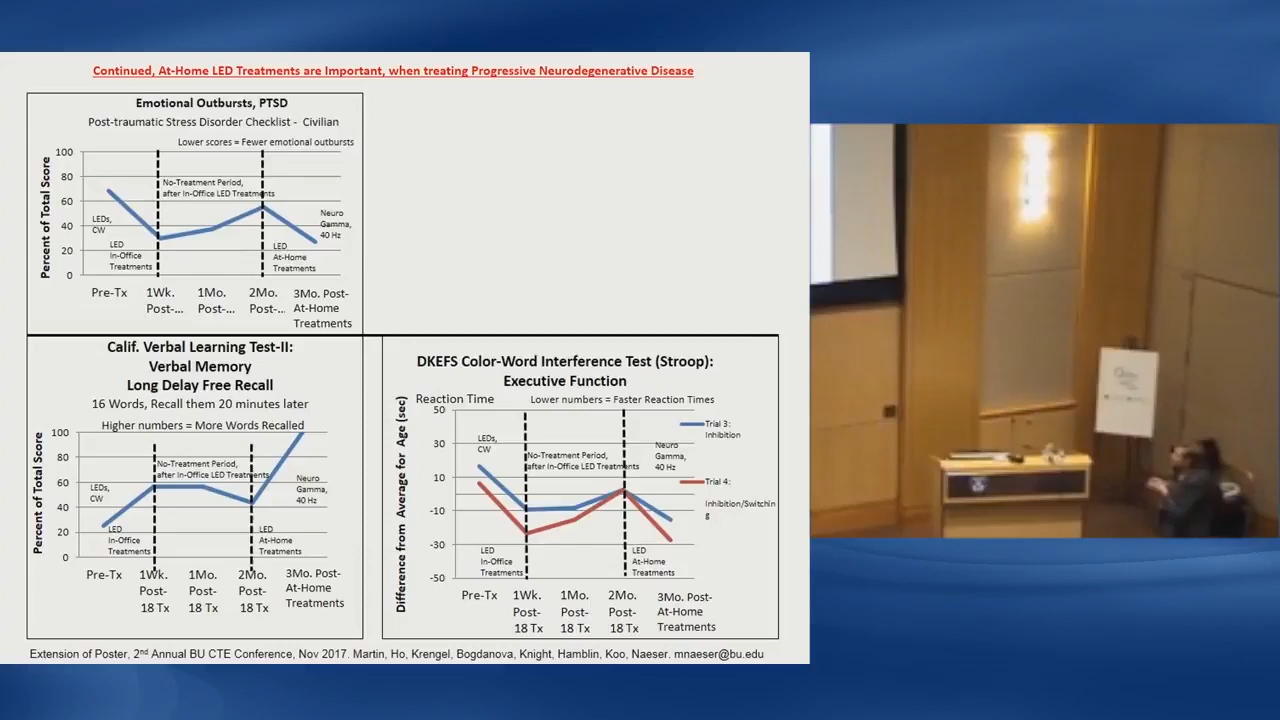 Continued, At-Home LED Treatments are Important, when treating Progressive Neurodegenerative Disease
Emotional Outbursts, PTSD
Post-traumatic Stress Disorder Checklist - Civilian
Lower scores = Fewer emotional outbursts
Percent of Total Score
100
80
60
40
20
0
No-Treatment Period,
after In-Office LED Treatments
LEDs,
CW
LED
In-Office
Treatments
LED
At-Home
Treatments
Neuro
Gamma,
40 Hz
Pre-Tx
1Wk.
Post-...
1Mo.
Post-...
2Mo.
Post-...
3Mo. Post-
At-Home
Treatments
Calif. Verbal Learning Test-II:
Verbal Memory
Long Delay Free Recall
16 Words, Recall them 20 minutes later
Higher numbers = More Words Recalled
Percent of Total Score
100
80
60
40
20
0
No-Treatment Period,
after In-Office LED Treatments
LEDs,
CW
LED
In-Office
Treatments
LED
At-Home
Treatments
Neuro
Gamma,
40 Hz
Pre-Tx
1Wk.
Post-
18 Tx
1Mo.
Post-
18 Tx
2Mo.
Post-
18 Tx
3Mo. Post-
At-Home
Treatments
DKEFS Color-Word Interference Test (Stroop):
Executive Function
Reaction Time
Lower numbers = Faster Reaction Times
Difference from Average for Age (sec)
50
30
10
-10
-30
-50
LEDs,
CW
No-Treatment Period,
after In-Office LED Treatments
Neuro
Gamma,
40 Hz
Trial 3:
Inhibition
Trial 4:
Inhibition/Switchin
g
LED
In-Office
Treatments
LED
At-Home
Treatments
Pre-Tx
1Wk.
Post-
18 Tx
1Mo.
Post-
18 Tx
2Mo.
Post-
18 Tx
3Mo. Post-
At-Home
Treatments
Extension of Poster, 2nd Annual BU CTE Conference, Nov 2017. Martin, Ho, Krengel, Bogdanova, Knight, Hamblin, Koo, Naeser. mnaeser@bu.edu